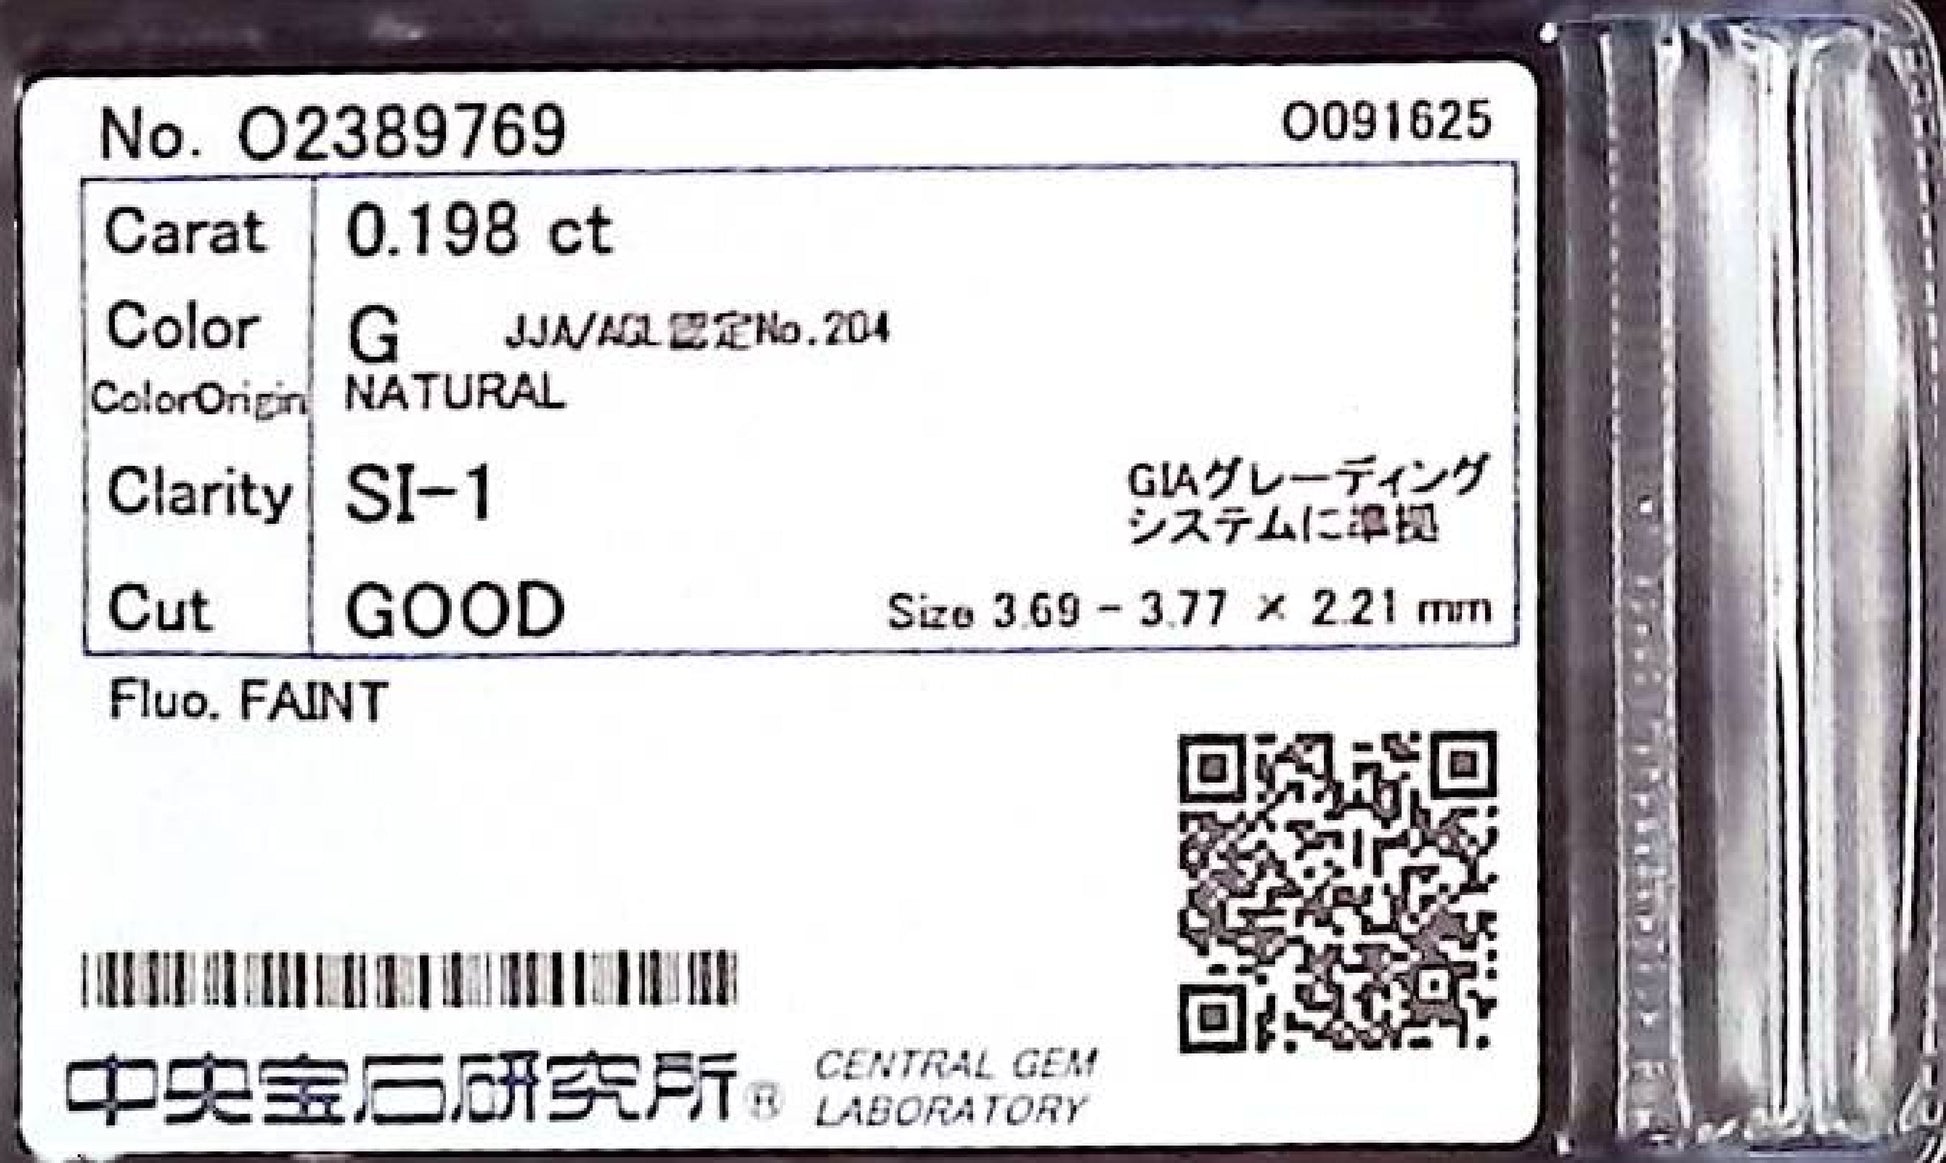 No. O2389769
O091625
Carat 0.198 ct
Color G JJA/AGL認定No.204
ColorOrigin NATURAL
Clarity SI-1
GIAグレーディング
システムに準拠
Cut GOOD Size 3.69 - 3.77 × 2.21 mm
Fluo. FAINT
中央宝石研究所® CENTRAL GEM
LABORATORY